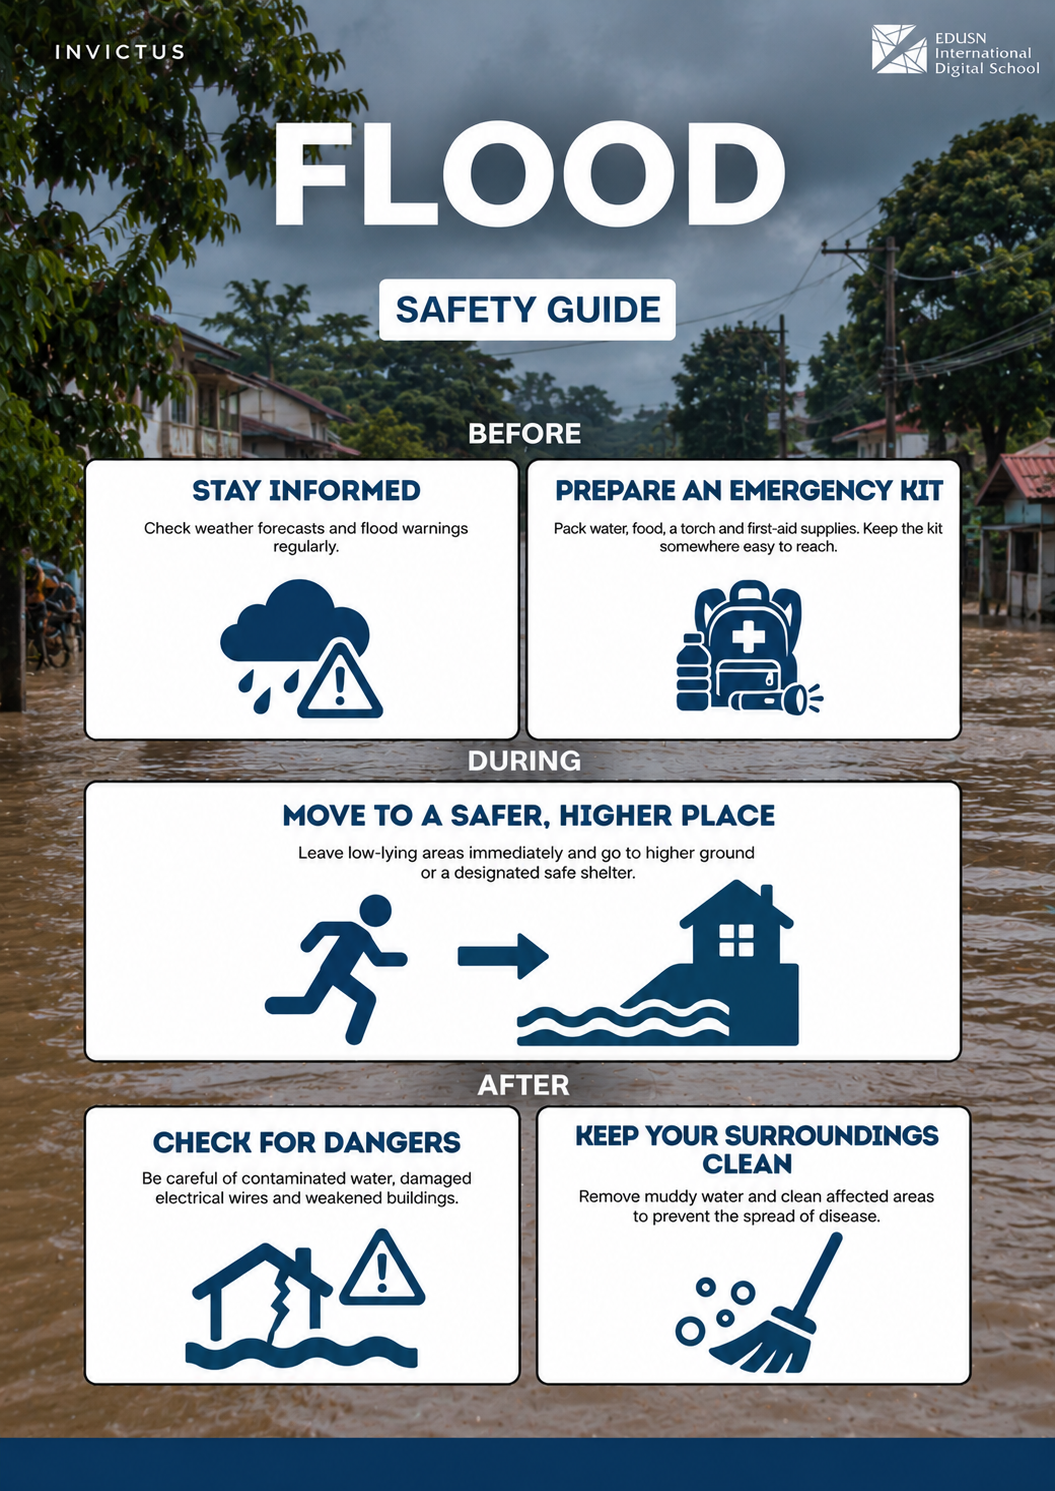 INVICTUS
EDUSN
International
Digital School
FLOOD
SAFETY GUIDE
BEFORE
STAY INFORMED
Check weather forecasts and flood warnings
regularly.
PREPARE AN EMERGENCY KIT
Pack water, food, a torch and first-aid supplies. Keep the kit
somewhere easy to reach.
DURING
MOVE TO A SAFER, HIGHER PLACE
Leave low-lying areas immediately and go to higher ground
or a designated safe shelter.
AFTER
CHECK FOR DANGERS
Be careful of contaminated water, damaged
electrical wires and weakened buildings.
KEEP YOUR SURROUNDINGS
CLEAN
Remove muddy water and clean affected areas
to prevent the spread of disease.